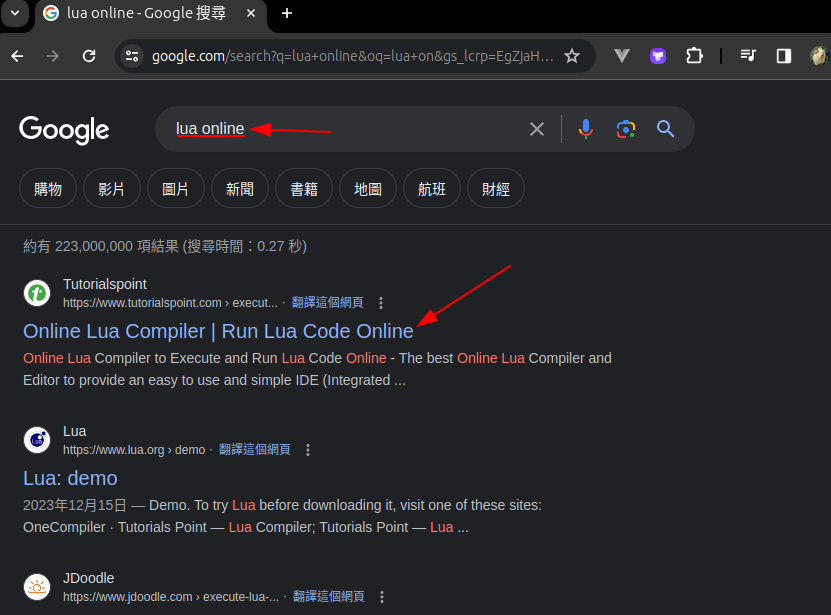 lua online - Google 搜尋
google.com/search?q=lua+online&oq=lua+on&gs_lcrp=EgZjaH...
Google
lua online
購物 影片 圖片 新聞 書籍 地圖 航班 財經
約有 223,000,000 項結果 (搜尋時間：0.27 秒)
Tutorialspoint
https://www.tutorialspoint.com › execut... · 翻譯這個網頁
Online Lua Compiler | Run Lua Code Online
Online Lua Compiler to Execute and Run Lua Code Online - The best Online Lua Compiler and
Editor to provide an easy to use and simple IDE (Integrated ...
Lua
https://www.lua.org › demo · 翻譯這個網頁
Lua: demo
2023年12月15日 — Demo. To try Lua before downloading it, visit one of these sites:
OneCompiler · Tutorials Point — Lua Compiler; Tutorials Point — Lua ...
JDoodle
https://www.jdoodle.com › execute-lua-... · 翻譯這個網頁